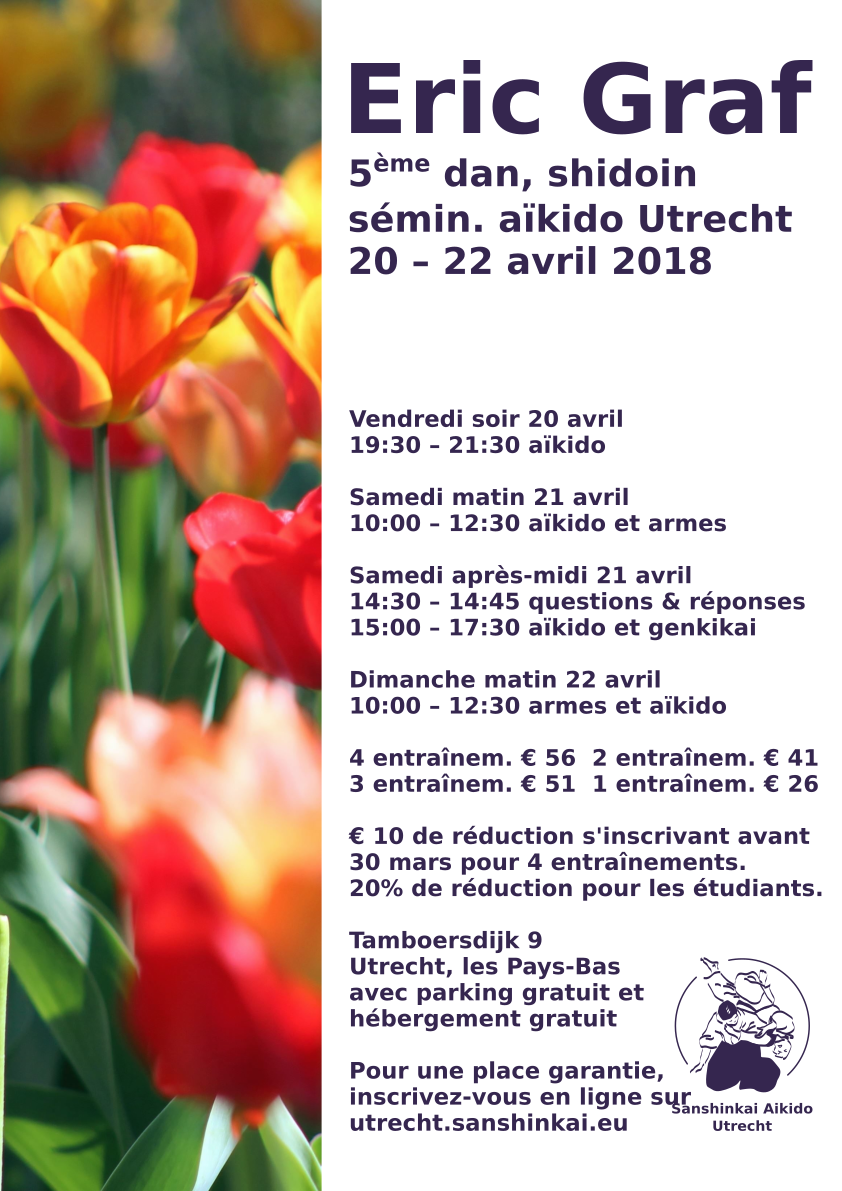 Eric Graf
5ème dan, shidoin
sémin. aïkido Utrecht
20 – 22 avril 2018
Vendredi soir 20 avril
19:30 – 21:30 aïkido
Samedi matin 21 avril
10:00 – 12:30 aïkido et armes
Samedi après-midi 21 avril
14:30 – 14:45 questions & réponses
15:00 – 17:30 aïkido et genkikai
Dimanche matin 22 avril
10:00 – 12:30 armes et aïkido
4 entraînem. € 56  2 entraînem. € 41
3 entraînem. € 51  1 entraînem. € 26
€ 10 de réduction s'inscrivant avant
30 mars pour 4 entraînements.
20% de réduction pour les étudiants.
Tamboersdijk 9
Utrecht, les Pays-Bas
avec parking gratuit et
hébergement gratuit
Pour une place garantie,
inscrivez-vous en ligne sur
utrecht.sanshinkai.eu
Sanshinkai Aikido
Utrecht